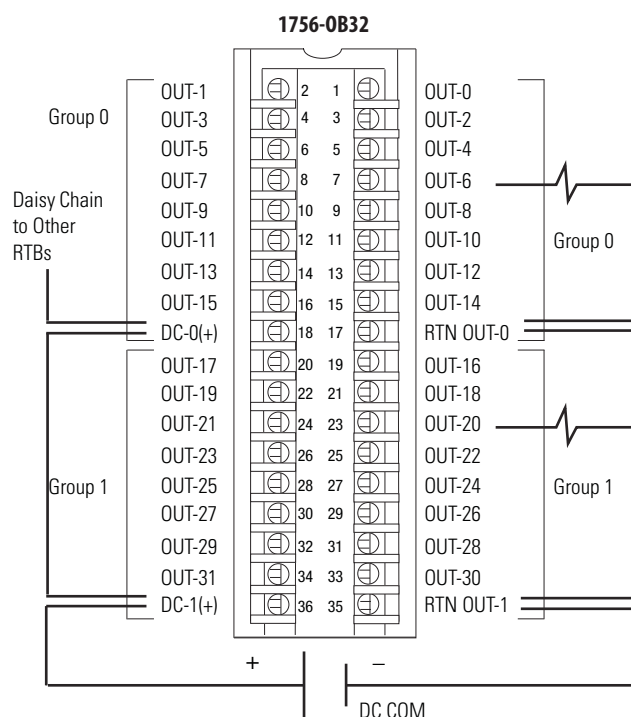 1756-OB32
OUT-1 2 1 OUT-0
Group 0 OUT-3 4 3 OUT-2
OUT-5 6 5 OUT-4
OUT-7 8 7 OUT-6
Daisy Chain
to Other
RTBs
OUT-9 10 9 OUT-8
OUT-11 12 11 OUT-10
Group 0
OUT-13 14 13 OUT-12
OUT-15 16 15 OUT-14
DC-0(+) 18 17 RTN OUT-0
OUT-17 20 19 OUT-16
OUT-19 22 21 OUT-18
OUT-21 24 23 OUT-20
OUT-23 26 25 OUT-22
Group 1 OUT-25 28 27 OUT-24 Group 1
OUT-27 30 29 OUT-26
OUT-29 32 31 OUT-28
OUT-31 34 33 OUT-30
DC-1(+) 36 35 RTN OUT-1
+ –
DC COM